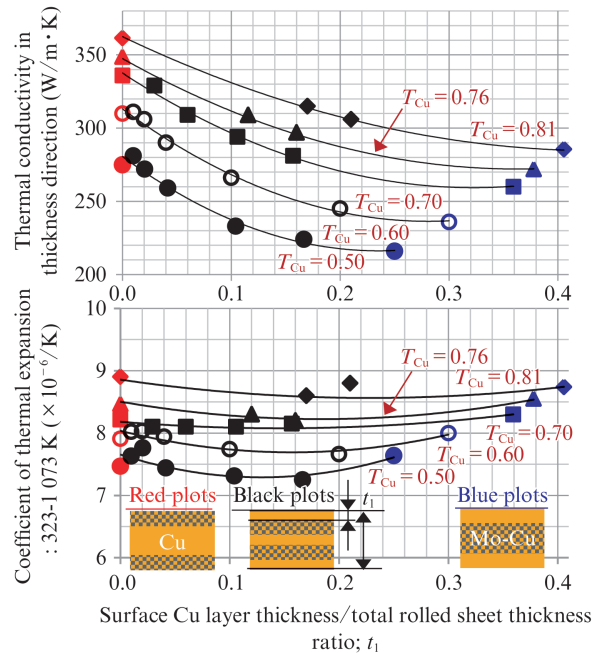 Thermal conductivity in
thickness direction (W/m·K)
350
300
250
200
T_Cu = 0.76
T_Cu = 0.81
T_Cu = 0.70
T_Cu = 0.60
T_Cu = 0.50
0.0 0.1 0.2 0.3 0.4
Coefficient of thermal expansion
: 323-1 073 K (×10⁻⁶/K)
10
9
8
7
6
T_Cu = 0.76
T_Cu = 0.81
T_Cu = 0.70
T_Cu = 0.60
T_Cu = 0.50
Red plots Black plots t₁ Blue plots
Cu Mo-Cu
0.0 0.1 0.2 0.3 0.4
Surface Cu layer thickness/total rolled sheet thickness
ratio; t₁